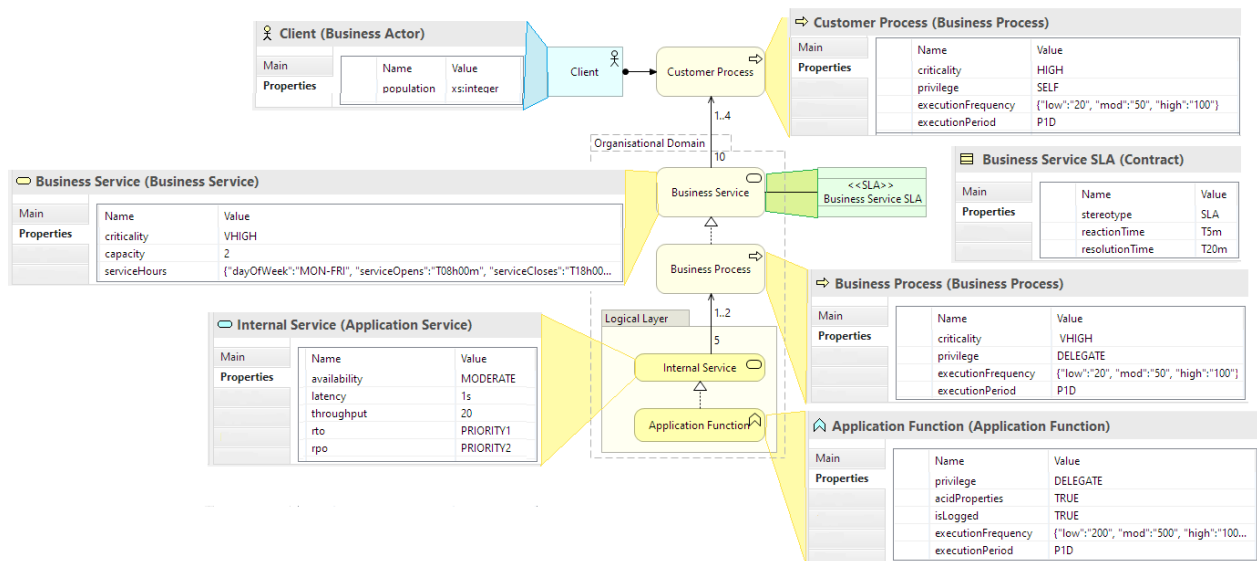 Client (Business Actor)
Main
Properties
Name Value
population xs:integer
Client
Customer Process
Customer Process (Business Process)
Main
Properties
Name Value
criticality HIGH
privilege SELF
executionFrequency {"low":"20", "mod":"50", "high":"100"}
executionPeriod P1D
1..4
Organisational Domain
10
Business Service (Business Service)
Main
Properties
Name Value
criticality VHIGH
capacity 2
serviceHours {"dayOfWeek":"MON-FRI", "serviceOpens":"T08h00m", "serviceCloses":"T18h00...
Business Service
<<SLA>>
Business Service SLA
Business Service SLA (Contract)
Main
Properties
Name Value
stereotype SLA
reactionTime T5m
resolutionTime T20m
Business Process
Business Process (Business Process)
Main
Properties
Name Value
criticality VHIGH
privilege DELEGATE
executionFrequency {"low":"20", "mod":"50", "high":"100"}
executionPeriod P1D
1..2
Logical Layer
5
Internal Service (Application Service)
Main
Properties
Name Value
availability MODERATE
latency 1s
throughput 20
rto PRIORITY1
rpo PRIORITY2
Internal Service
Application Function
Application Function (Application Function)
Main
Properties
Name Value
privilege DELEGATE
acidProperties TRUE
isLogged TRUE
executionFrequency {"low":"200", "mod":"500", "high":"100...
executionPeriod P1D